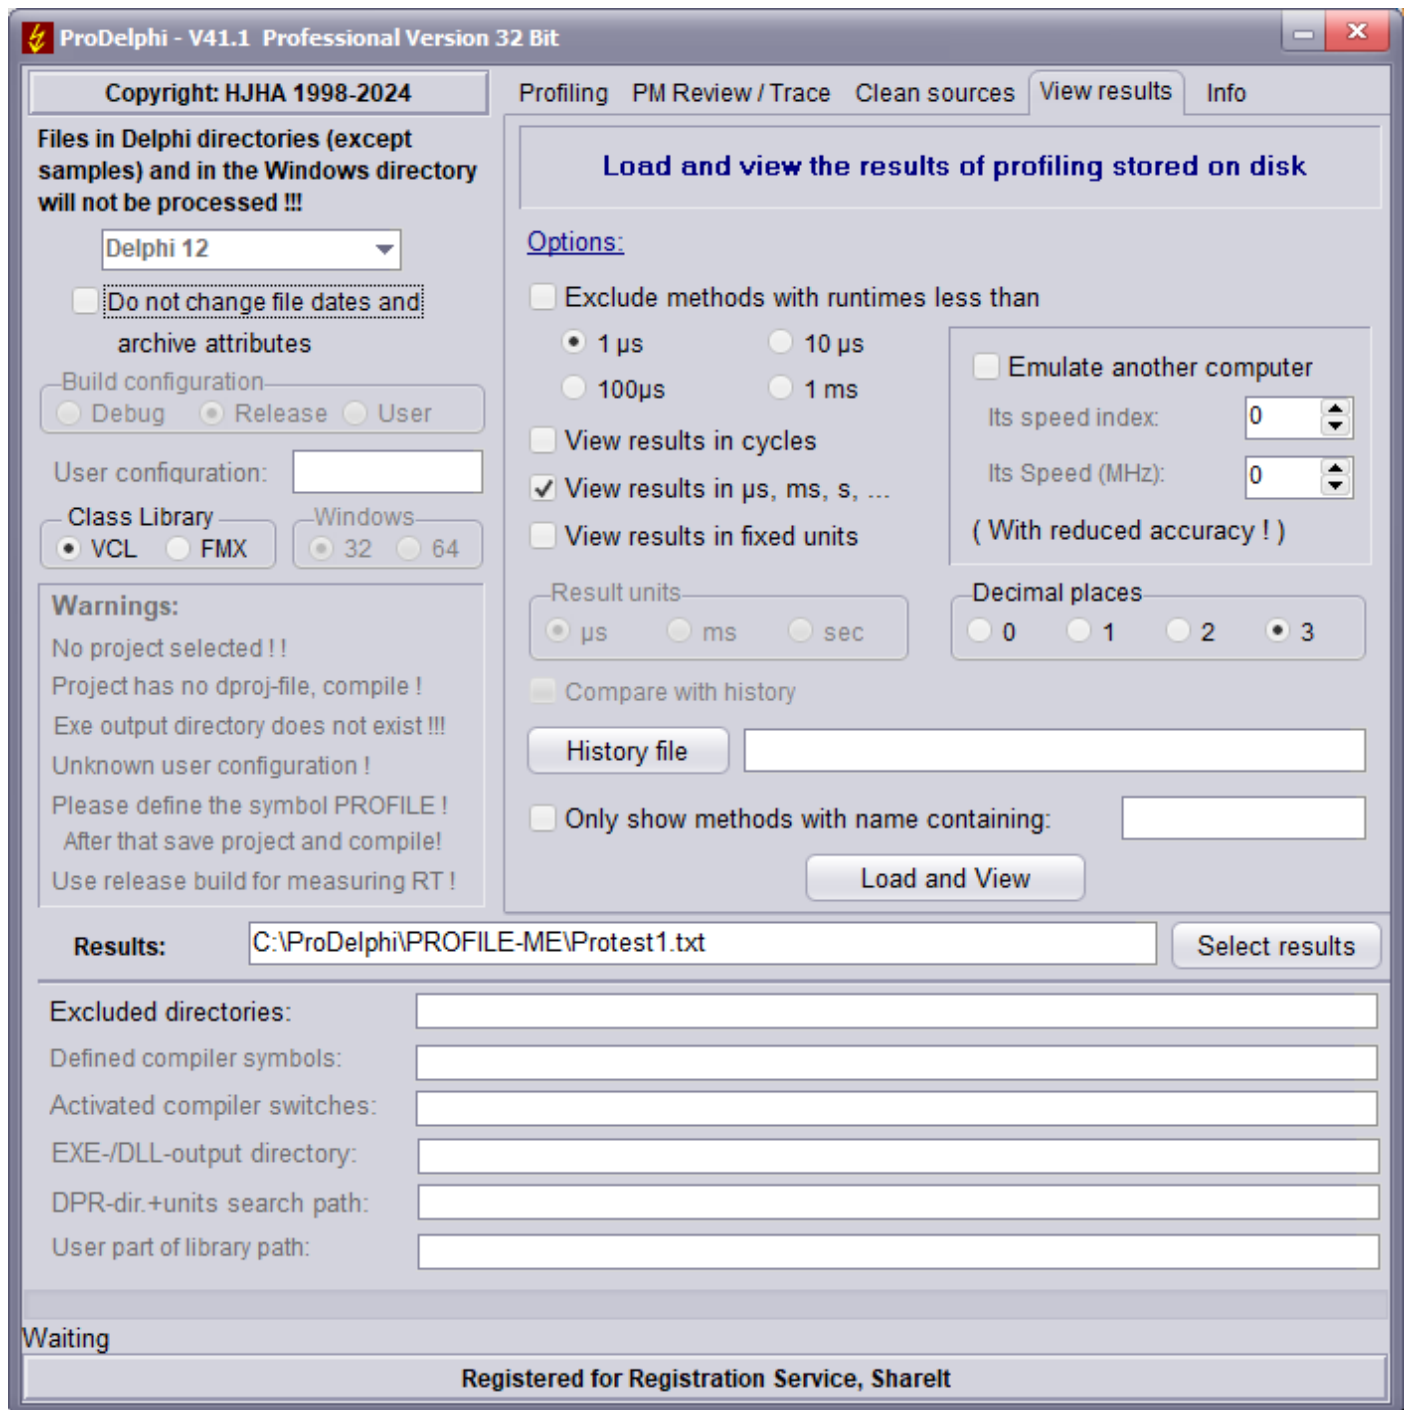 ProDelphi - V41.1 Professional Version 32 Bit
Copyright: HJHA 1998-2024
Files in Delphi directories (except
samples) and in the Windows directory
will not be processed !!!
Delphi 12
Do not change file dates and
archive attributes
Build configuration
Debug Release User
User configuration:
Class Library Windows
VCL FMX 32 64
Warnings:
No project selected ! !
Project has no dproj-file, compile !
Exe output directory does not exist !!!
Unknown user configuration !
Please define the symbol PROFILE !
After that save project and compile!
Use release build for measuring RT !
Profiling PM Review / Trace Clean sources View results Info
Load and view the results of profiling stored on disk
Options:
Exclude methods with runtimes less than
1 µs 10 µs
100µs 1 ms
View results in cycles
View results in µs, ms, s, ...
View results in fixed units
Emulate another computer
Its speed index: 0
Its Speed (MHz): 0
( With reduced accuracy ! )
Result units
µs ms sec
Decimal places
0 1 2 3
Compare with history
History file
Only show methods with name containing:
Load and View
Results: C:\ProDelphi\PROFILE-ME\Protest1.txt Select results
Excluded directories:
Defined compiler symbols:
Activated compiler switches:
EXE-/DLL-output directory:
DPR-dir.+units search path:
User part of library path:
Waiting
Registered for Registration Service, ShareIt